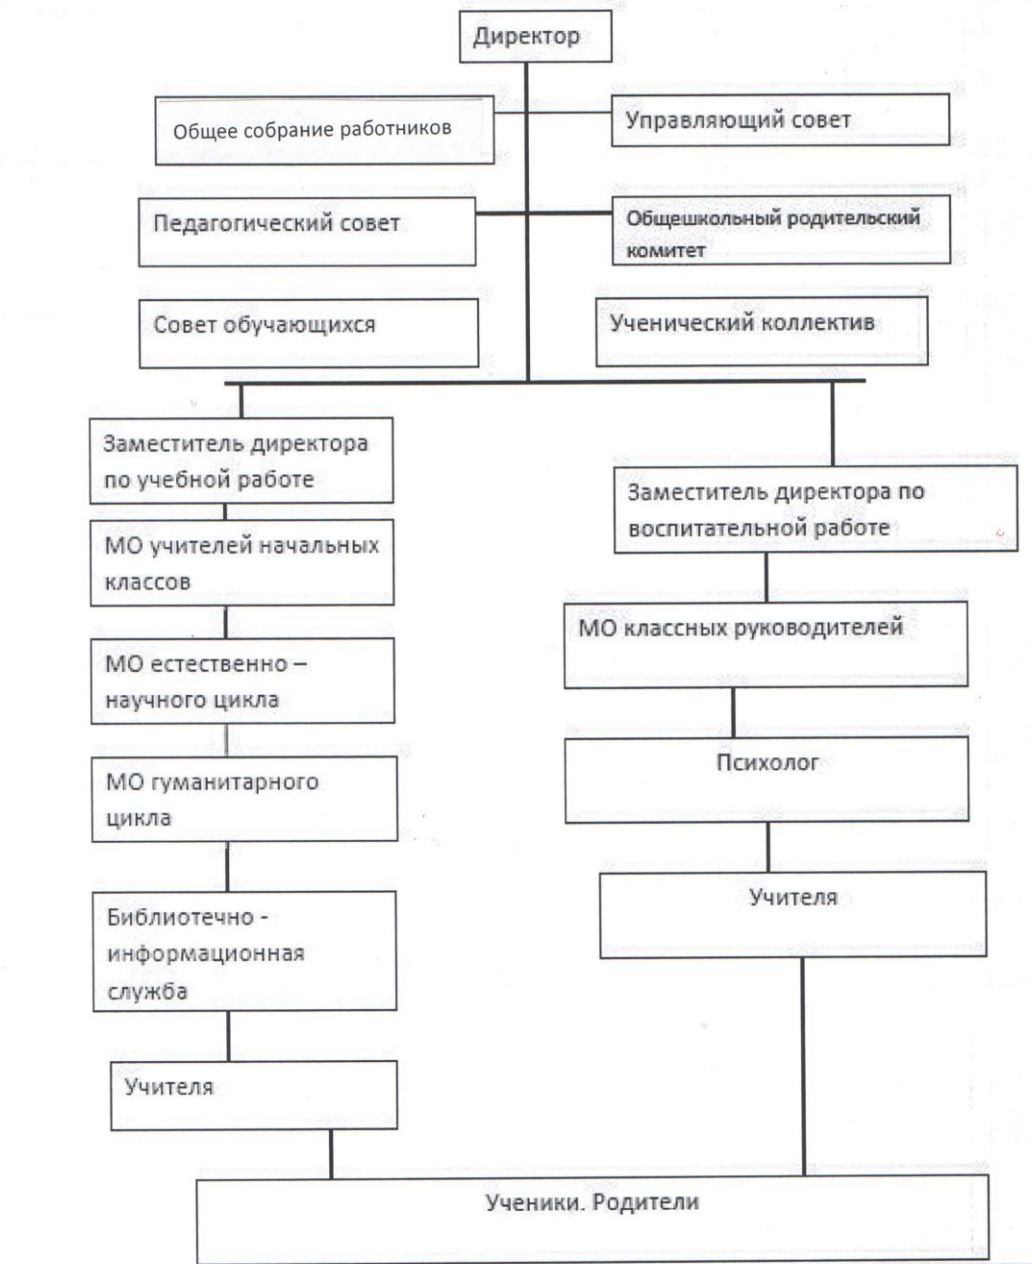 Директор
Общее собрание работников
Управляющий совет
Педагогический совет
Общешкольный родительский
комитет
Совет обучающихся
Ученический коллектив
Заместитель директора
по учебной работе
Заместитель директора по
воспитательной работе
МО учителей начальных
классов
МО классных руководителей
МО естественно –
научного цикла
Психолог
МО гуманитарного
цикла
Учителя
Библиотечно -
информационная
служба
Учителя
Ученики. Родители